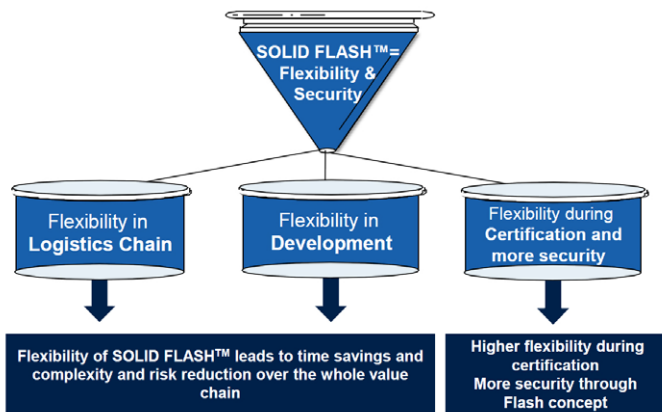 SOLID FLASH™=
Flexibility &
Security
Flexibility in
Logistics Chain
Flexibility in
Development
Flexibility during
Certification and
more security
Flexibility of SOLID FLASH™ leads to time savings and
complexity and risk reduction over the whole value
chain
Higher flexibility during
certification
More security through
Flash concept